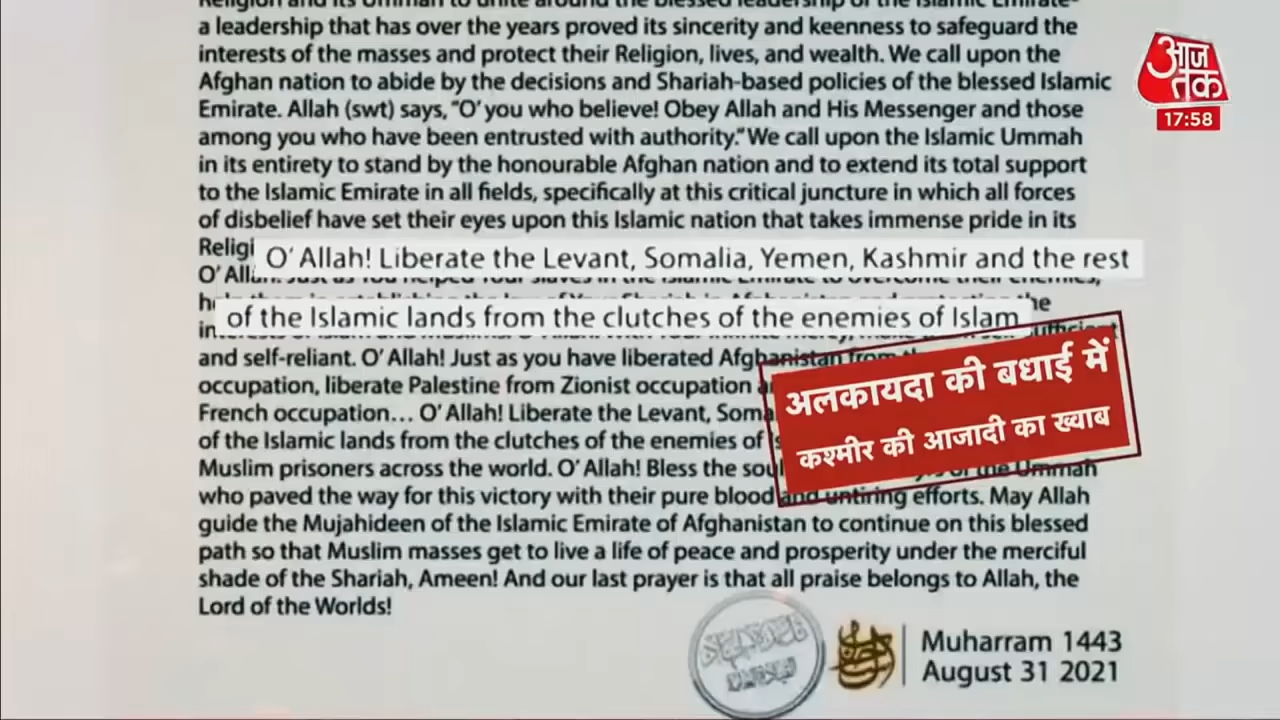 Religion and its Ummah to unite around the blessed leadership of the Islamic Emirate-
a leadership that has over the years proved its sincerity and keenness to safeguard the
interests of the masses and protect their Religion, lives, and wealth. We call upon the
Afghan nation to abide by the decisions and Shariah-based policies of the blessed Islamic
Emirate. Allah (swt) says, “O’ you who believe! Obey Allah and His Messenger and those
among you who have been entrusted with authority.” We call upon the Islamic Ummah
in its entirety to stand by the honourable Afghan nation and to extend its total support
to the Islamic Emirate in all fields, specifically at this critical juncture in which all forces
of disbelief have set their eyes upon this Islamic nation that takes immense pride in its
O’ Allah! Liberate the Levant, Somalia, Yemen, Kashmir and the rest
of the Islamic lands from the clutches of the enemies of Islam
and self-reliant. O’ Allah! Just as you have liberated Afghanistan from
occupation, liberate Palestine from Zionist occupation
French occupation… O’ Allah! Liberate the Levant,
of the Islamic lands from the clutches of the enemies of
Muslim prisoners across the world. O’ Allah! Bless the the Ummah
who paved the way for this victory with their pure blood and untiring efforts. May Allah
guide the Mujahideen of the Islamic Emirate of Afghanistan to continue on this blessed
path so that Muslim masses get to live a life of peace and prosperity under the merciful
shade of the Shariah, Ameen! And our last prayer is that all praise belongs to Allah, the
Lord of the Worlds!
Muharram 1443
August 31 2021
अलकायदा की बधाई में
कश्मीर की आजादी का ख्वाब
आज
तक
17:58